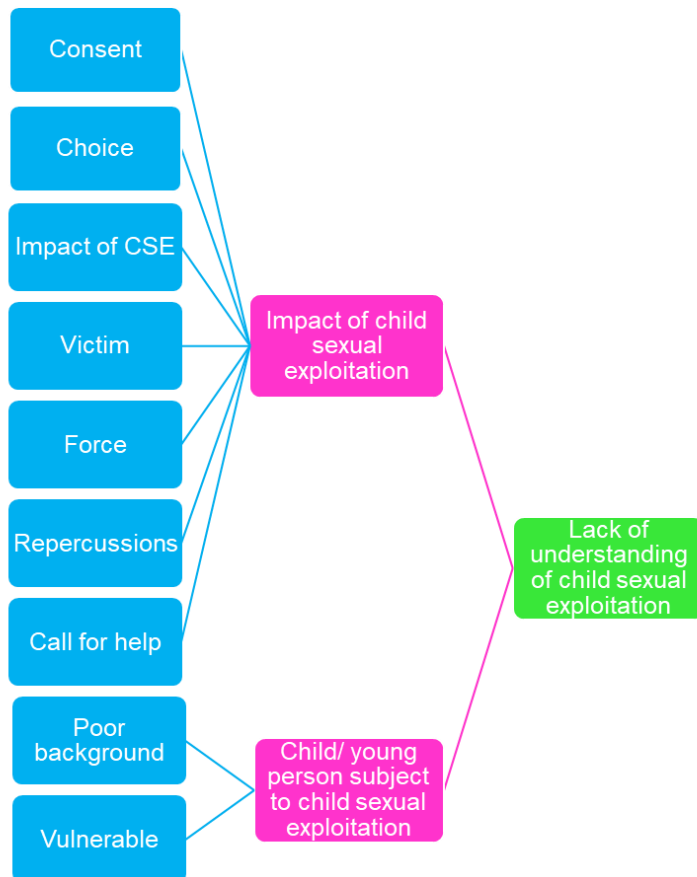 Consent
Choice
Impact of CSE
Victim
Force
Repercussions
Call for help
Poor
background
Vulnerable
Impact of child
sexual
exploitation
Child/ young
person subject
to child sexual
exploitation
Lack of
understanding
of child sexual
exploitation